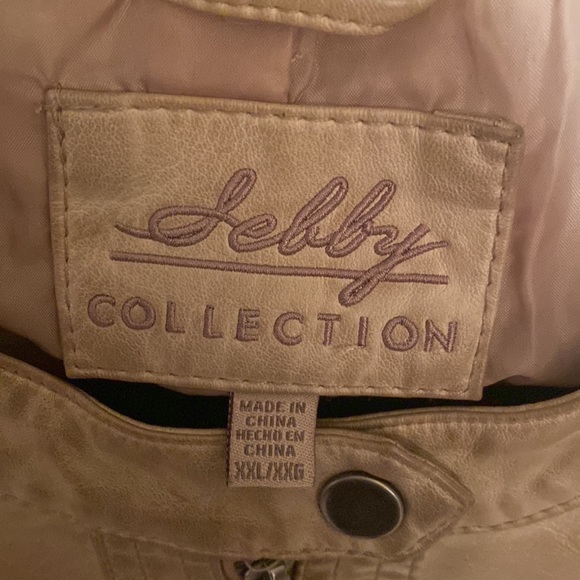 Sebby
COLLECTION
MADE IN
CHINA
HECHO EN
CHINA
XXL/XXG